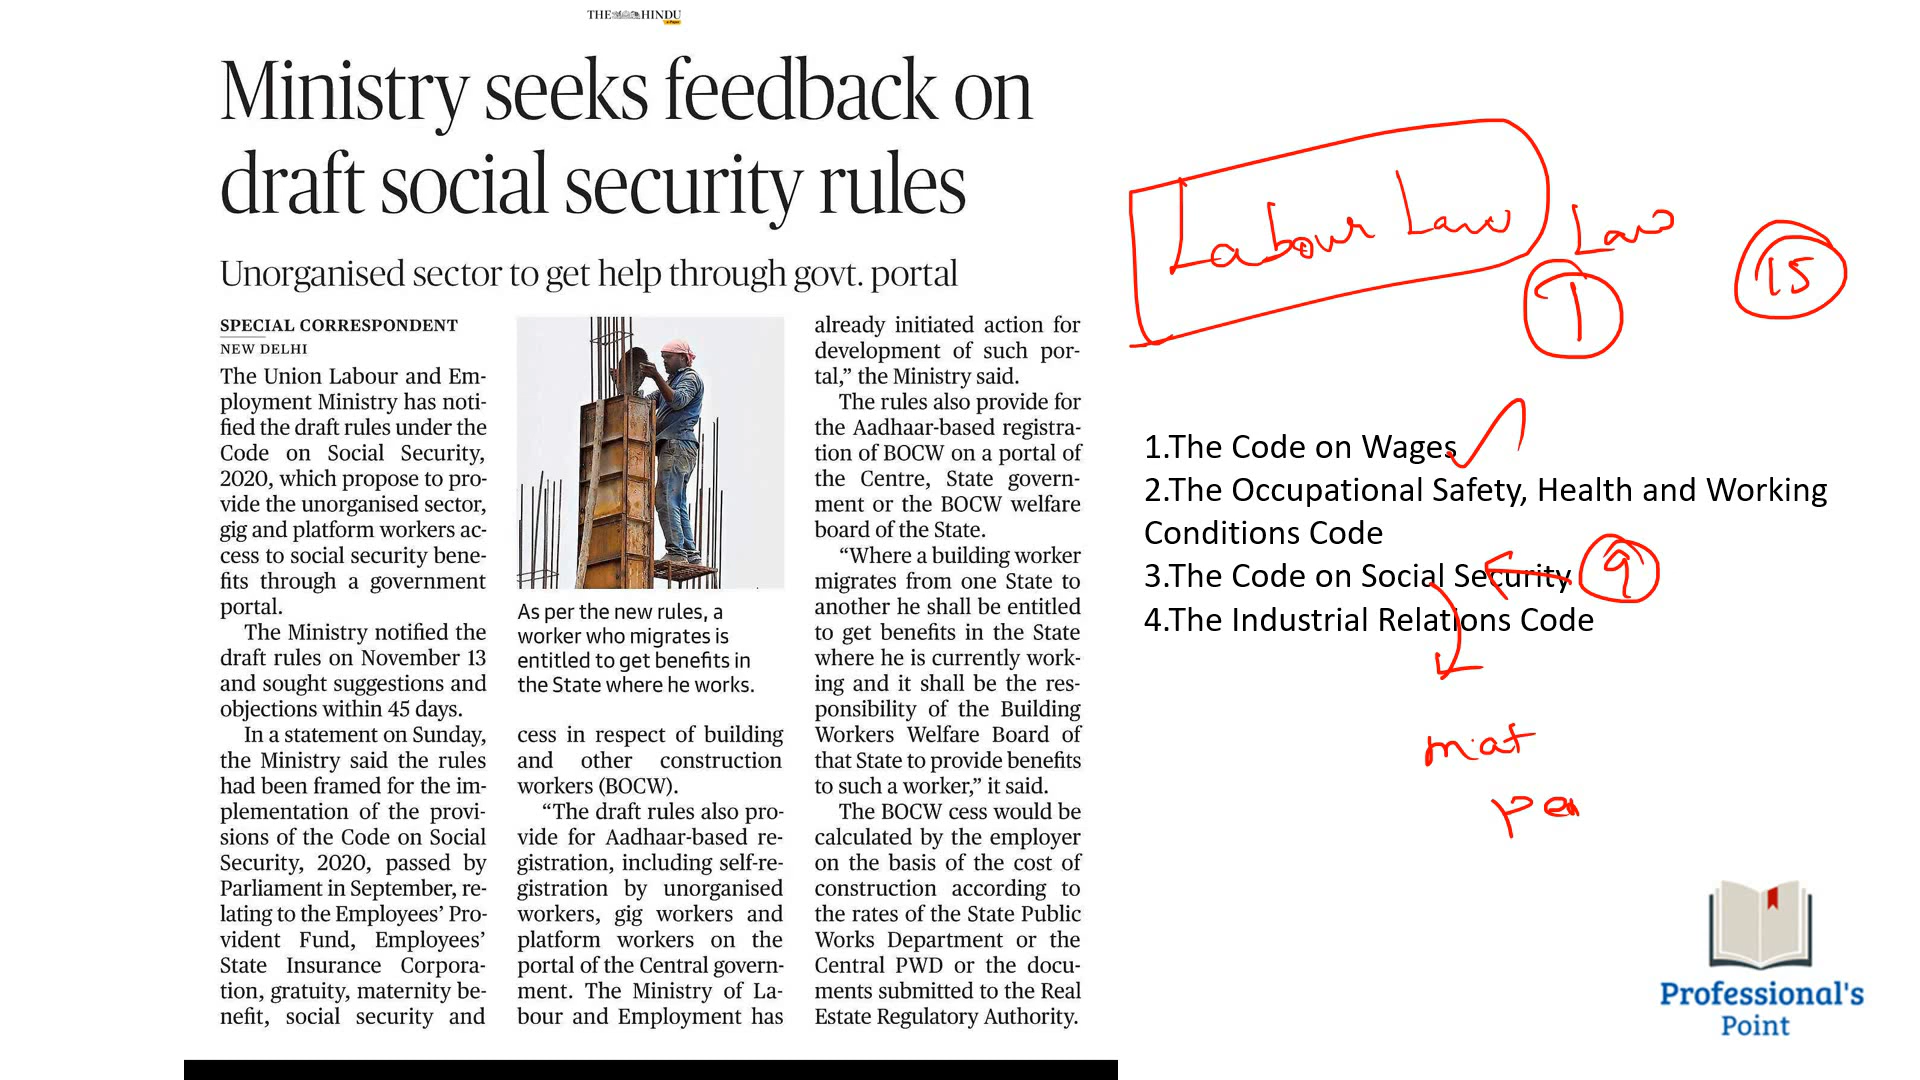 THE HINDU
e-Paper
Ministry seeks feedback on
draft social security rules
Unorganised sector to get help through govt. portal
SPECIAL CORRESPONDENT
NEW DELHI
The Union Labour and Em-
ployment Ministry has noti-
fied the draft rules under the
Code on Social Security,
2020, which propose to pro-
vide the unorganised sector,
gig and platform workers ac-
cess to social security bene-
fits through a government
portal.
The Ministry notified the
draft rules on November 13
and sought suggestions and
objections within 45 days.
In a statement on Sunday,
the Ministry said the rules
had been framed for the im-
plementation of the provi-
sions of the Code on Social
Security, 2020, passed by
Parliament in September, re-
lating to the Employees' Pro-
vident Fund, Employees'
State Insurance Corpora-
tion, gratuity, maternity be-
nefit, social security and
As per the new rules, a
worker who migrates is
entitled to get benefits in
the State where he works.
cess in respect of building
and other construction
workers (BOCW).
“The draft rules also pro-
vide for Aadhaar-based re-
gistration, including self-re-
gistration by unorganised
workers, gig workers and
platform workers on the
portal of the Central govern-
ment. The Ministry of La-
bour and Employment has
already initiated action for
development of such por-
tal,” the Ministry said.
The rules also provide for
the Aadhaar-based registra-
tion of BOCW on a portal of
the Centre, State govern-
ment or the BOCW welfare
board of the State.
“Where a building worker
migrates from one State to
another he shall be entitled
to get benefits in the State
where he is currently work-
ing and it shall be the res-
ponsibility of the Building
Workers Welfare Board of
that State to provide benefits
to such a worker,” it said.
The BOCW cess would be
calculated by the employer
on the basis of the cost of
construction according to
the rates of the State Public
Works Department or the
Central PWD or the docu-
ments submitted to the Real
Estate Regulatory Authority.
Labour Law
Law
1
15
1.The Code on Wages
2.The Occupational Safety, Health and Working
Conditions Code
3.The Code on Social Security
9
4.The Industrial Relations Code
mat
pen
Professional's
Point